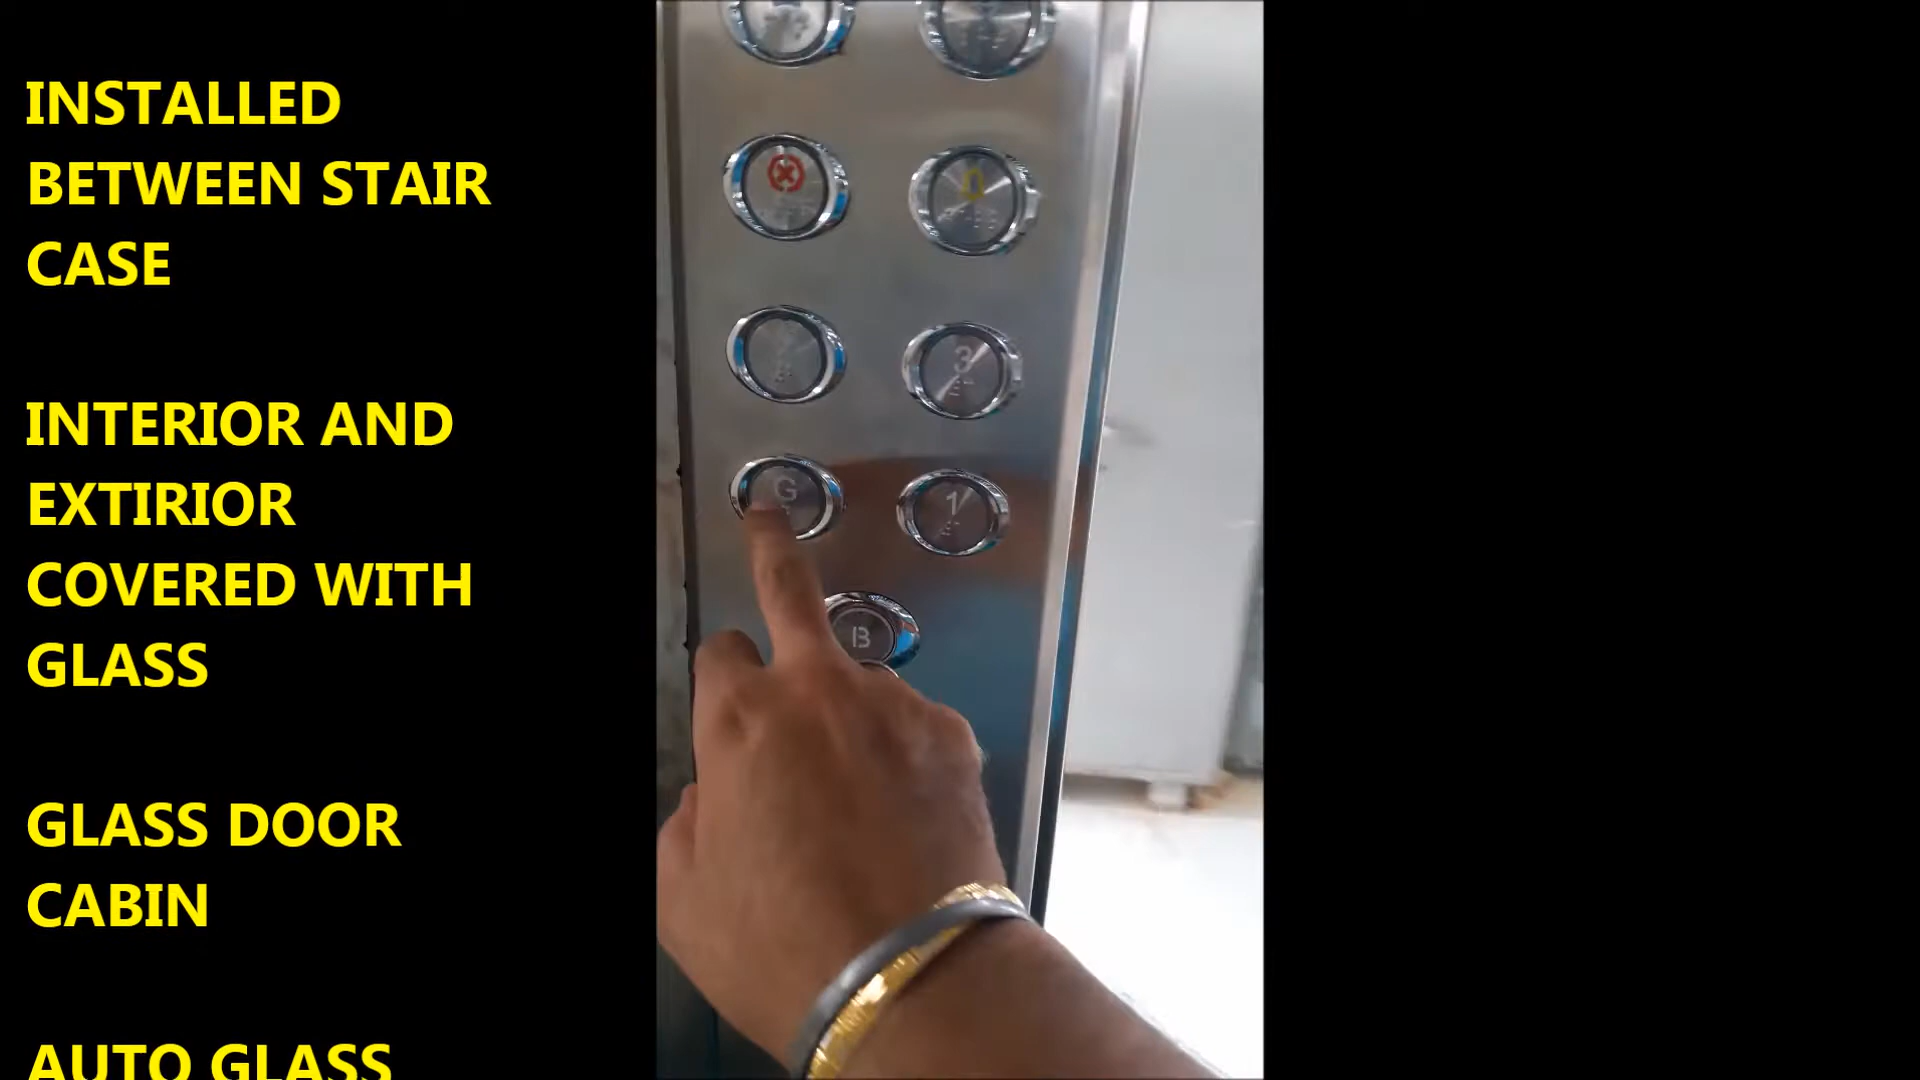 INSTALLED
BETWEEN STAIR
CASE
INTERIOR AND
EXTIRIOR
COVERED WITH
GLASS
GLASS DOOR
CABIN
AUTO GLASS
3
G
1
B